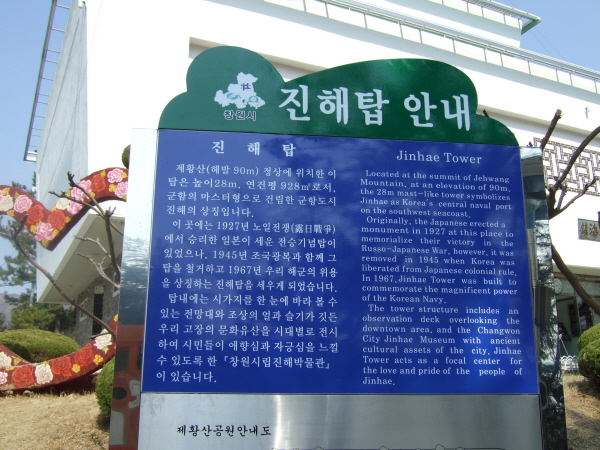 창원시
진해탑 안내
진 해 탑
제황산(해발 90m) 정상에 위치한 이
탑은 높이28m, 연건평 928㎡로서,
군함의 마스터형으로 건립한 군항도시
진해의 상징입니다.
이 곳에는 1927년 노일전쟁(露日戰爭)
에서 승리한 일본이 세운 전승기념탑이
있었으나, 1945년 조국광복과 함께 그
탑을 철거하고 1967년 우리 해군의 위용
을 상징하는 진해탑을 세우게 되었습니다.
탑내에는 시가지를 한 눈에 바라 볼 수
있는 전망대와 조상의 얼과 슬기가 깃든
우리 고장의 문화유산을 시대별로 전시
하여 시민들이 애향심과 자긍심을 느낄
수 있도록 한 「창원시립진해박물관」
이 있습니다.
Jinhae Tower
Located at the summit of Jehwang
Mountain, at an elevation of 90m,
the 28m mast-like tower symbolizes
Jinhae as Korea's central naval port
on the southwest seacoast.
Originally, the Japanese erected a
monument in 1927 at this place to
memorialize their victory in the
Russo-Japanese War, however, it was
removed in 1945 when Korea was
liberated from Japanese colonial rule.
In 1967, Jinhae Tower was built to
commemorate the magnificent power
of the Korean Navy.
The tower structure includes an
observation deck overlooking the
downtown area, and the Changwon
City Jinhae Museum with ancient
cultural assets of the city. Jinhae
Tower acts as a focal center for
the love and pride of the people of
Jinhae.
제황산공원안내도